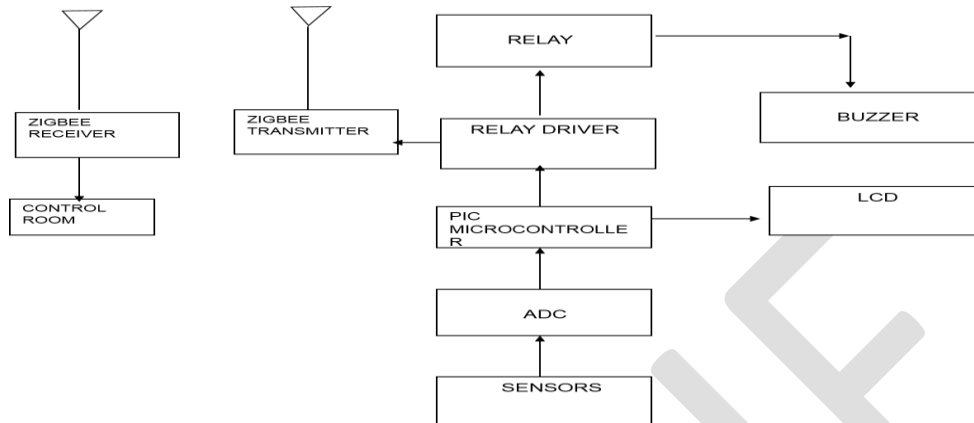 RELAY
ZIGBEE
RECEIVER
ZIGBEE
TRANSMITTER
RELAY DRIVER
BUZZER
CONTROL
ROOM
PIC
MICROCONTROLLE
R
LCD
ADC
SENSORS